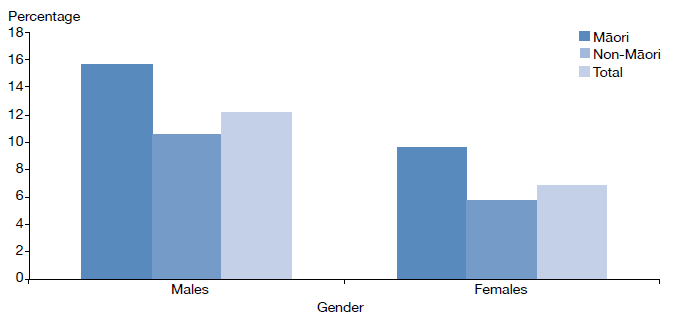 Percentage
18
16
14
12
10
8
6
4
2
0
Māori
Non-Māori
Total
Males
Females
Gender